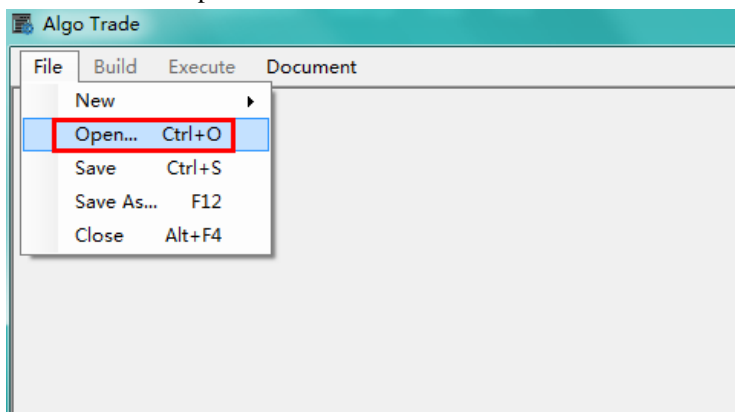 Algo Trade
File Build Execute Document
New
Open... Ctrl+O
Save Ctrl+S
Save As... F12
Close Alt+F4